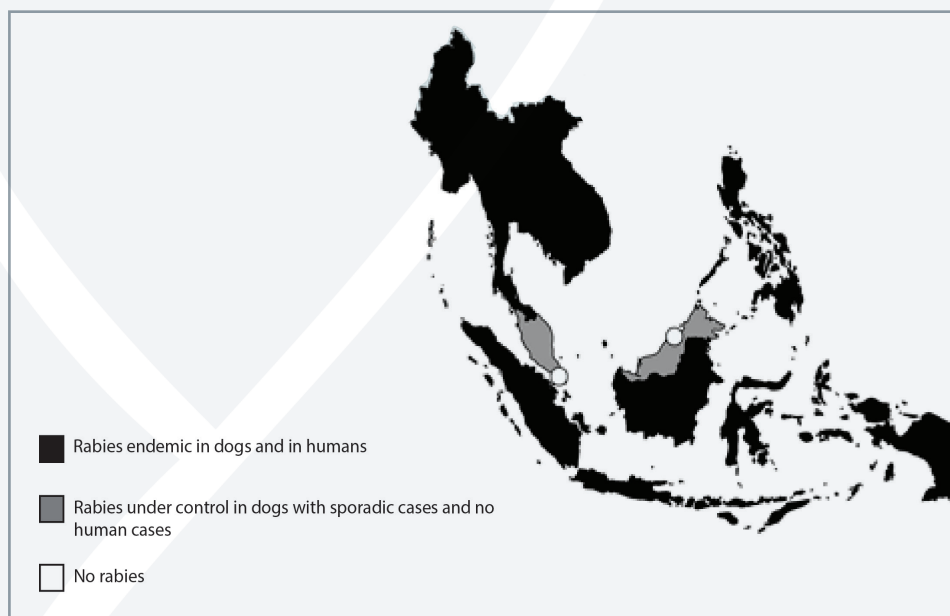 Rabies endemic in dogs and in humans
Rabies under control in dogs with sporadic cases and no
human cases
No rabies